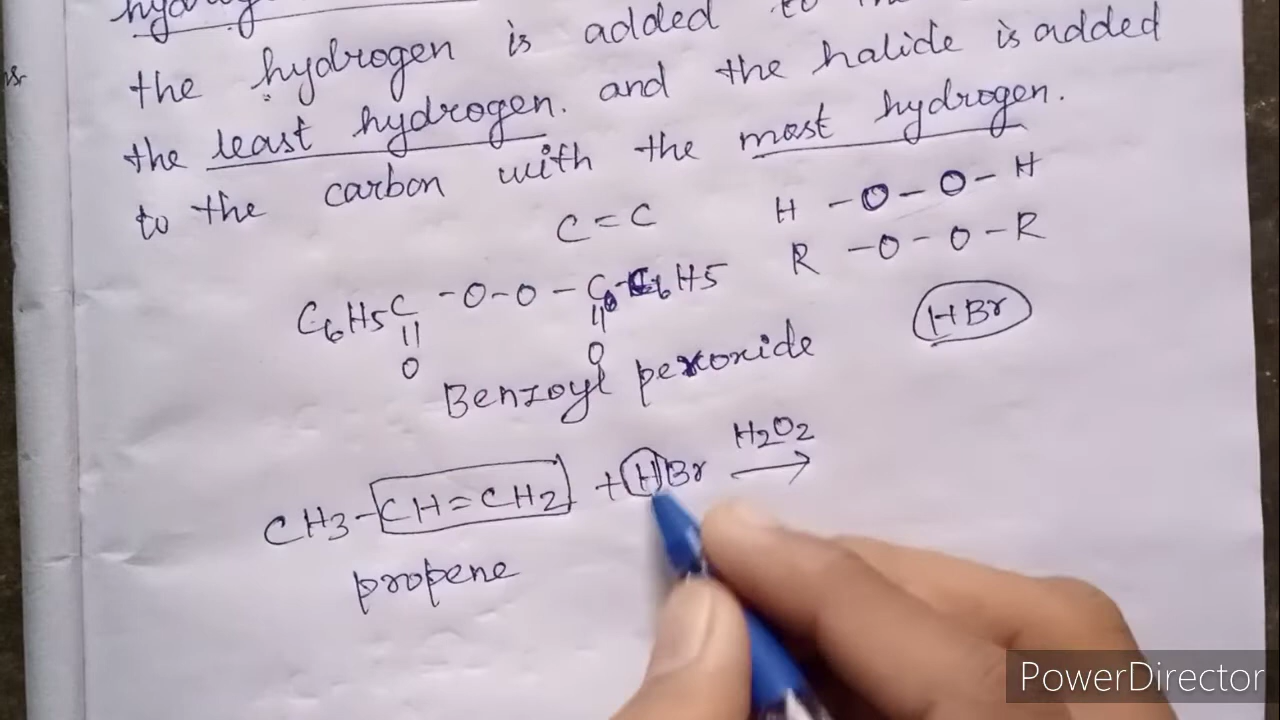 the hydrogen is added to the
the least hydrogen. and the halide is added
to the carbon with the most hydrogen.
C = C
H - O - O - H
R - O - O - R
C6H5C - O - O - C - C6H5
O O
HBr
Benzoyl peroxide
CH3 - CH = CH2 + HBr H2O2 →
propene
PowerDirector